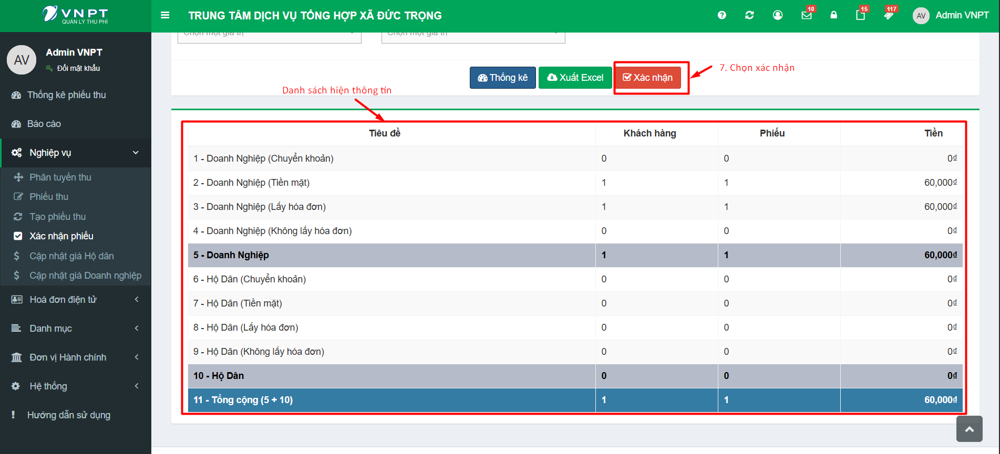 VNPT
QUẢN LÝ THU PHÍ
TRUNG TÂM DỊCH VỤ TỔNG HỢP XÃ ĐỨC TRỌNG
10
15
117
AV
Admin VNPT
AV
Admin VNPT
Đổi mật khẩu
Thống kê phiếu thu
Báo cáo
Nghiệp vụ
Phân tuyến thu
Phiếu thu
Tạo phiếu thu
Xác nhận phiếu
Cập nhật giá Hộ dân
Cập nhật giá Doanh nghiệp
Hoá đơn điện tử
Danh mục
Đơn vị Hành chính
Hệ thống
Hướng dẫn sử dụng
Chọn một giá trị
Chọn một giá trị
Thống kê
Xuất Excel
Xác nhận
7. Chọn xác nhận
Danh sách hiện thông tin
Tiêu đề Khách hàng Phiếu Tiền
1 - Doanh Nghiệp (Chuyển khoản) 0 0 0₫
2 - Doanh Nghiệp (Tiền mặt) 1 1 60,000₫
3 - Doanh Nghiệp (Lấy hóa đơn) 1 1 60,000₫
4 - Doanh Nghiệp (Không lấy hóa đơn) 0 0 0₫
5 - Doanh Nghiệp 1 1 60,000₫
6 - Hộ Dân (Chuyển khoản) 0 0 0₫
7 - Hộ Dân (Tiền mặt) 0 0 0₫
8 - Hộ Dân (Lấy hóa đơn) 0 0 0₫
9 - Hộ Dân (Không lấy hóa đơn) 0 0 0₫
10 - Hộ Dân 0 0 0₫
11 - Tổng cộng (5 + 10) 1 1 60,000₫